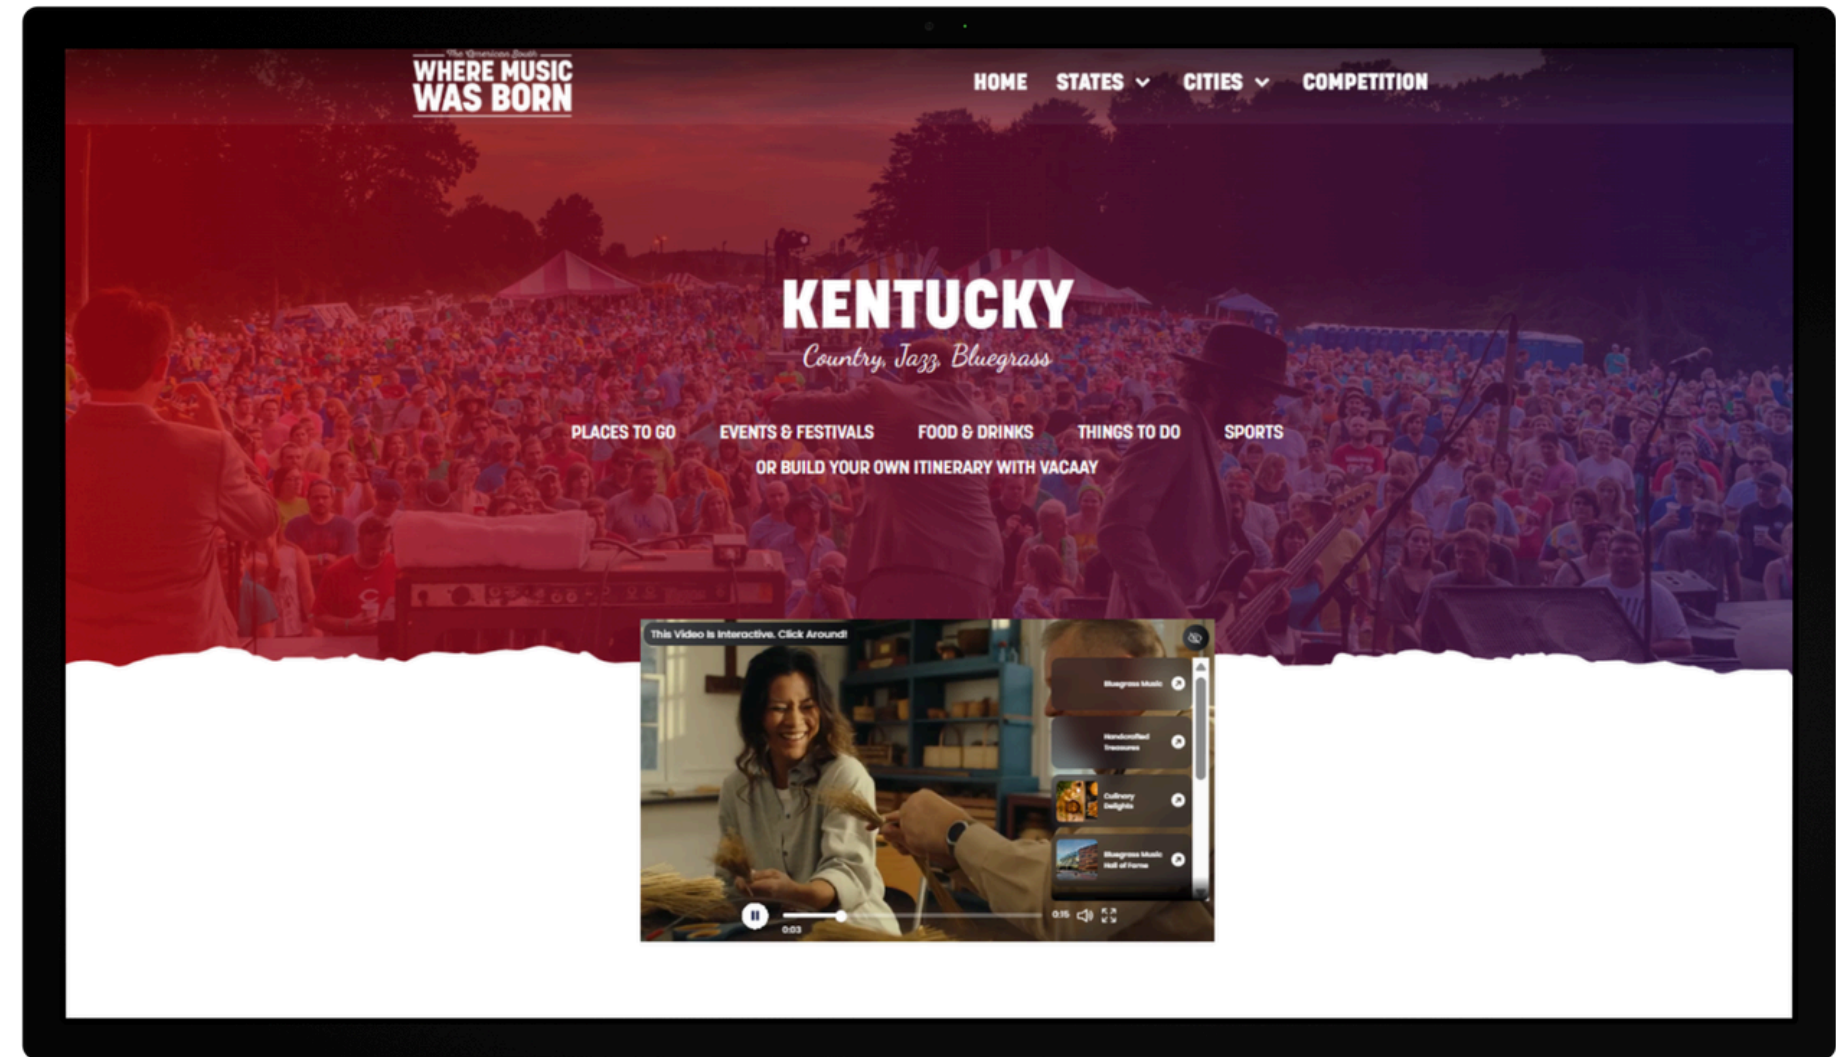 The American South
WHERE MUSIC
WAS BORN
HOME STATES CITIES COMPETITION
KENTUCKY
Country, Jazz, Bluegrass
PLACES TO GO EVENTS & FESTIVALS FOOD & DRINKS THINGS TO DO SPORTS
OR BUILD YOUR OWN ITINERARY WITH VACAAY
This Video Is Interactive. Click Around!
Bluegrass Music
Handcrafted
Treasures
Culinary
Delights
Bluegrass Music
Hall of Fame
0:03
0:15